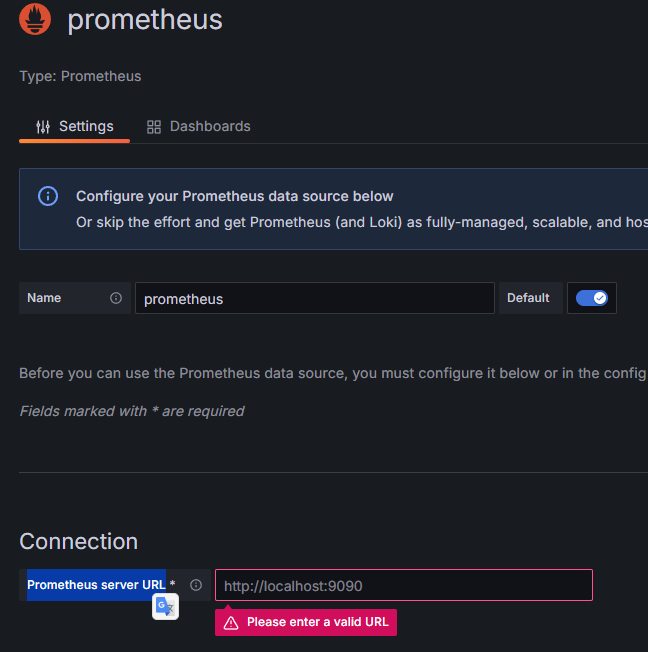 prometheus
Type: Prometheus
Settings
Dashboards
Configure your Prometheus data source below
Or skip the effort and get Prometheus (and Loki) as fully-managed, scalable, and hos
Name
prometheus
Default
Before you can use the Prometheus data source, you must configure it below or in the config
Fields marked with * are required
Connection
Prometheus server URL *
http://localhost:9090
Please enter a valid URL